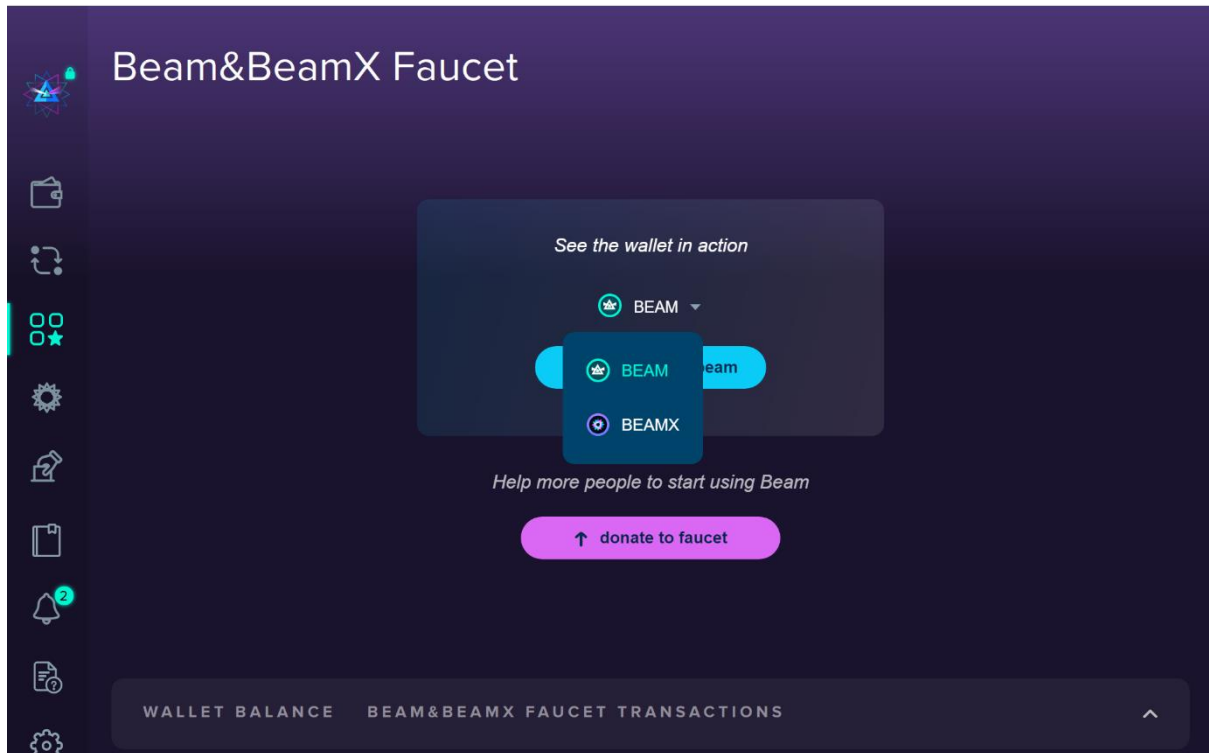 Beam&BeamX Faucet
See the wallet in action
BEAM
BEAM
BEAMX
Help more people to start using Beam
donate to faucet
2
WALLET BALANCE BEAM&BEAMX FAUCET TRANSACTIONS